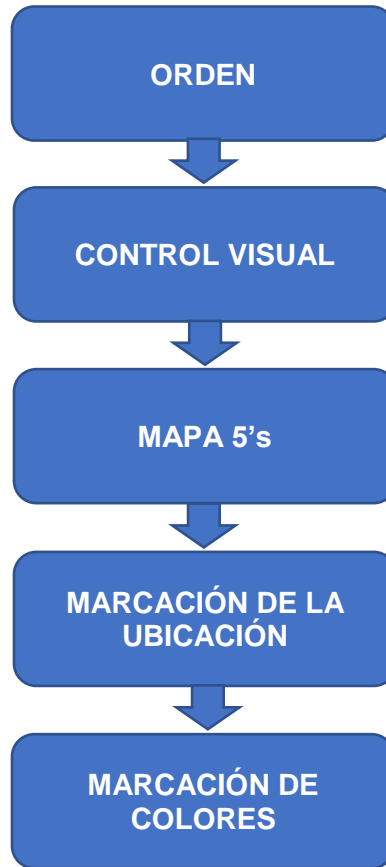 ORDEN
CONTROL VISUAL
MAPA 5’s
MARCACIÓN DE LA
UBICACIÓN
MARCACIÓN DE
COLORES